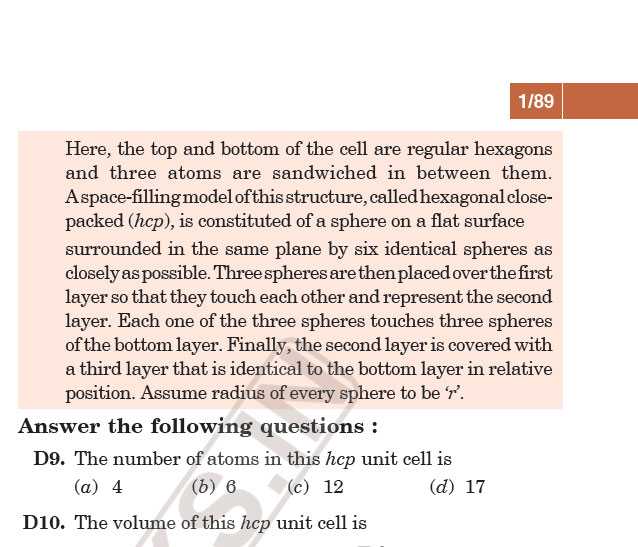 1/89
Here, the top and bottom of the cell are regular hexagons
and three atoms are sandwiched in between them.
A space-filling model of this structure, called hexagonal close-
packed (hcp), is constituted of a sphere on a flat surface
surrounded in the same plane by six identical spheres as
closely as possible. Three spheres are then placed over the first
layer so that they touch each other and represent the second
layer. Each one of the three spheres touches three spheres
of the bottom layer. Finally, the second layer is covered with
a third layer that is identical to the bottom layer in relative
position. Assume radius of every sphere to be ‘r’.
Answer the following questions :
D9. The number of atoms in this hcp unit cell is
(a) 4 (b) 6 (c) 12 (d) 17
D10. The volume of this hcp unit cell is